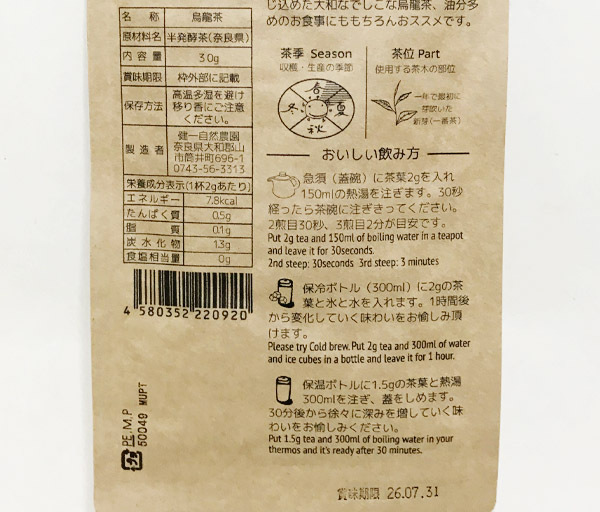 名 称 烏龍茶
原材料名 半発酵茶(奈良県)
内 容 量 30g
賞味期限 枠外部に記載
保存方法 高温多湿を避け
移り香にご注意
ください。
製 造 者 健一自然農園
奈良県大和郡山
市筒井町696-1
0743-56-3313
栄養成分表示(1杯2gあたり)
エネルギー 7.8kcal
たんぱく質 0.5g
脂 質 0.1g
炭水化物 1.3g
食塩相当量 0g
4 580352 220920
PE,M,P
50049 MUPT
紙
じ込めた大和なでしこな烏龍茶、油分多
めのお食事にももちろんおススメです。
茶季 Season
収穫・生産の季節
春
夏
秋
冬
茶位 Part
使用する茶木の部位
一年で最初に
芽吹いた
新芽(一番茶)
おいしい飲み方
急須(蓋碗)に茶葉2gを入れ
150mlの熱湯を注ぎます。30秒
経ったら茶碗に注ぎきってください。
2煎目30秒、3煎目2分が目安です。
Put 2g tea and 150ml of boiling water in a teapot
and leave it for 30seconds.
2nd steep: 30seconds 3rd steep: 3 minutes
保冷ボトル(300ml)に2gの茶
葉と氷と水を入れます。1時間後
から変化していく味わいをお愉しみ頂
けます。
Please try Cold brew. Put 2g tea and 300ml of water
and ice cubes in a bottle and leave it for 1 hour.
保温ボトルに1.5gの茶葉と熱湯
300mlを注ぎ、蓋をしめます。
30分後から徐々に深みを増していく味
わいをお愉しみください。
Put 1.5g tea and 300ml of boiling water in your
thermos and it's ready after 30 minutes.
賞味期限 26.07.31